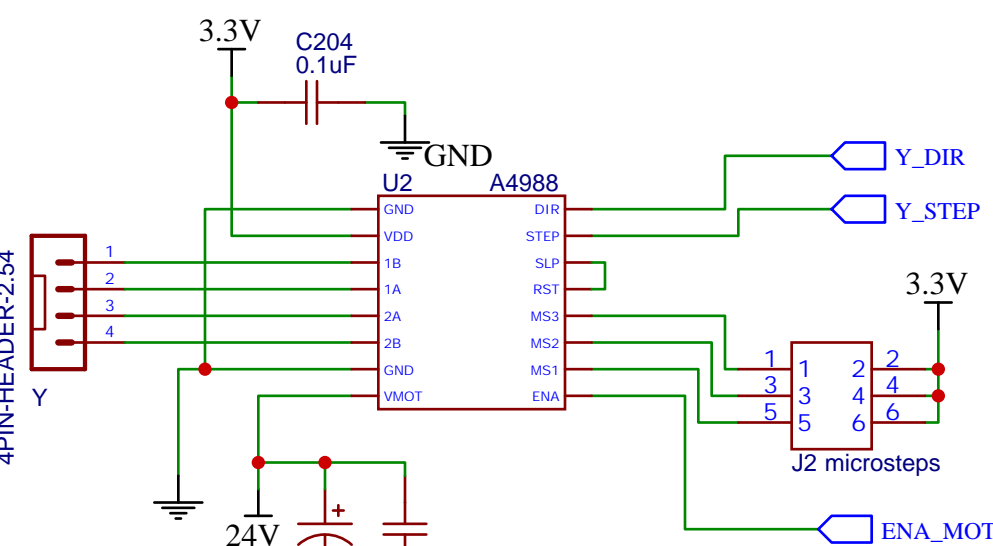 3.3V
C204
0.1uF
GND
U2 A4988
GND DIR
VDD STEP
1B SLP
1A RST
2A MS3
2B MS2
GND MS1
VMOT ENA
Y_DIR
Y_STEP
4PIN-HEADER-2.54
1
2
3
4
Y
3.3V
1 1 2 2
3 3 4 4
5 5 6 6
J2 microsteps
24V
+
ENA_MOT